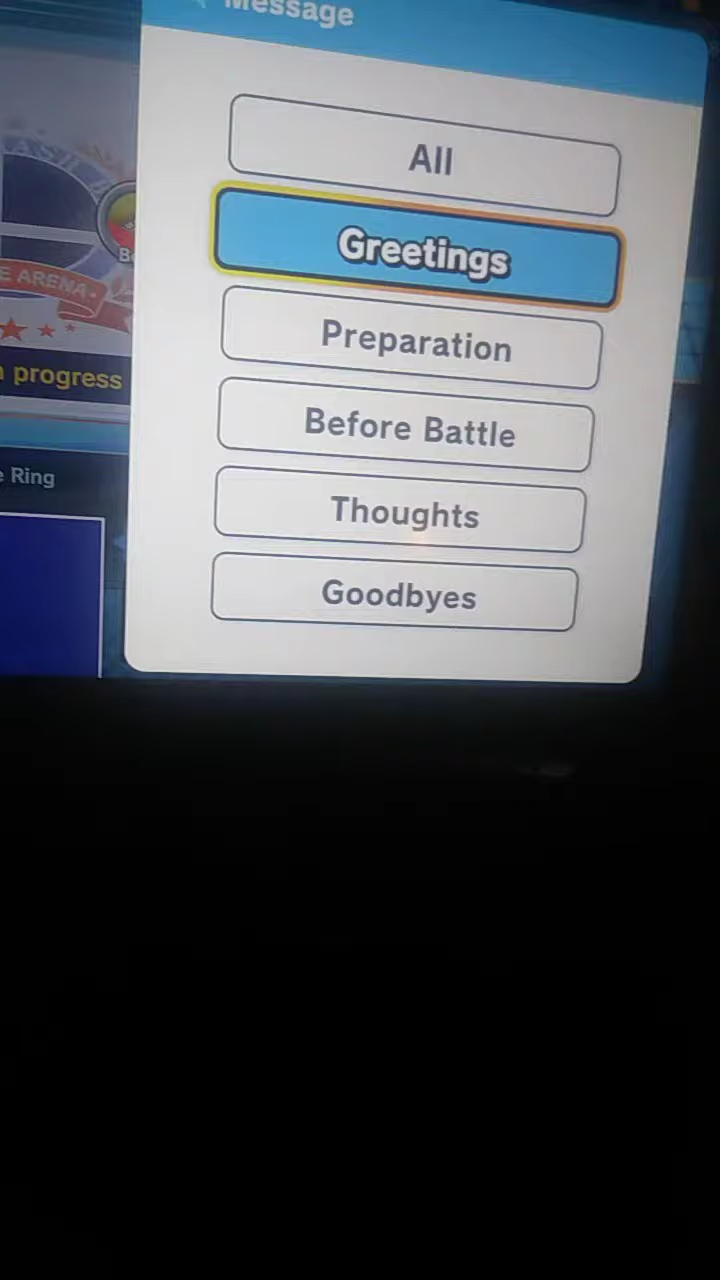 Message
All
Greetings
Preparation
Before Battle
Thoughts
Goodbyes
ARENA
progress
Ring